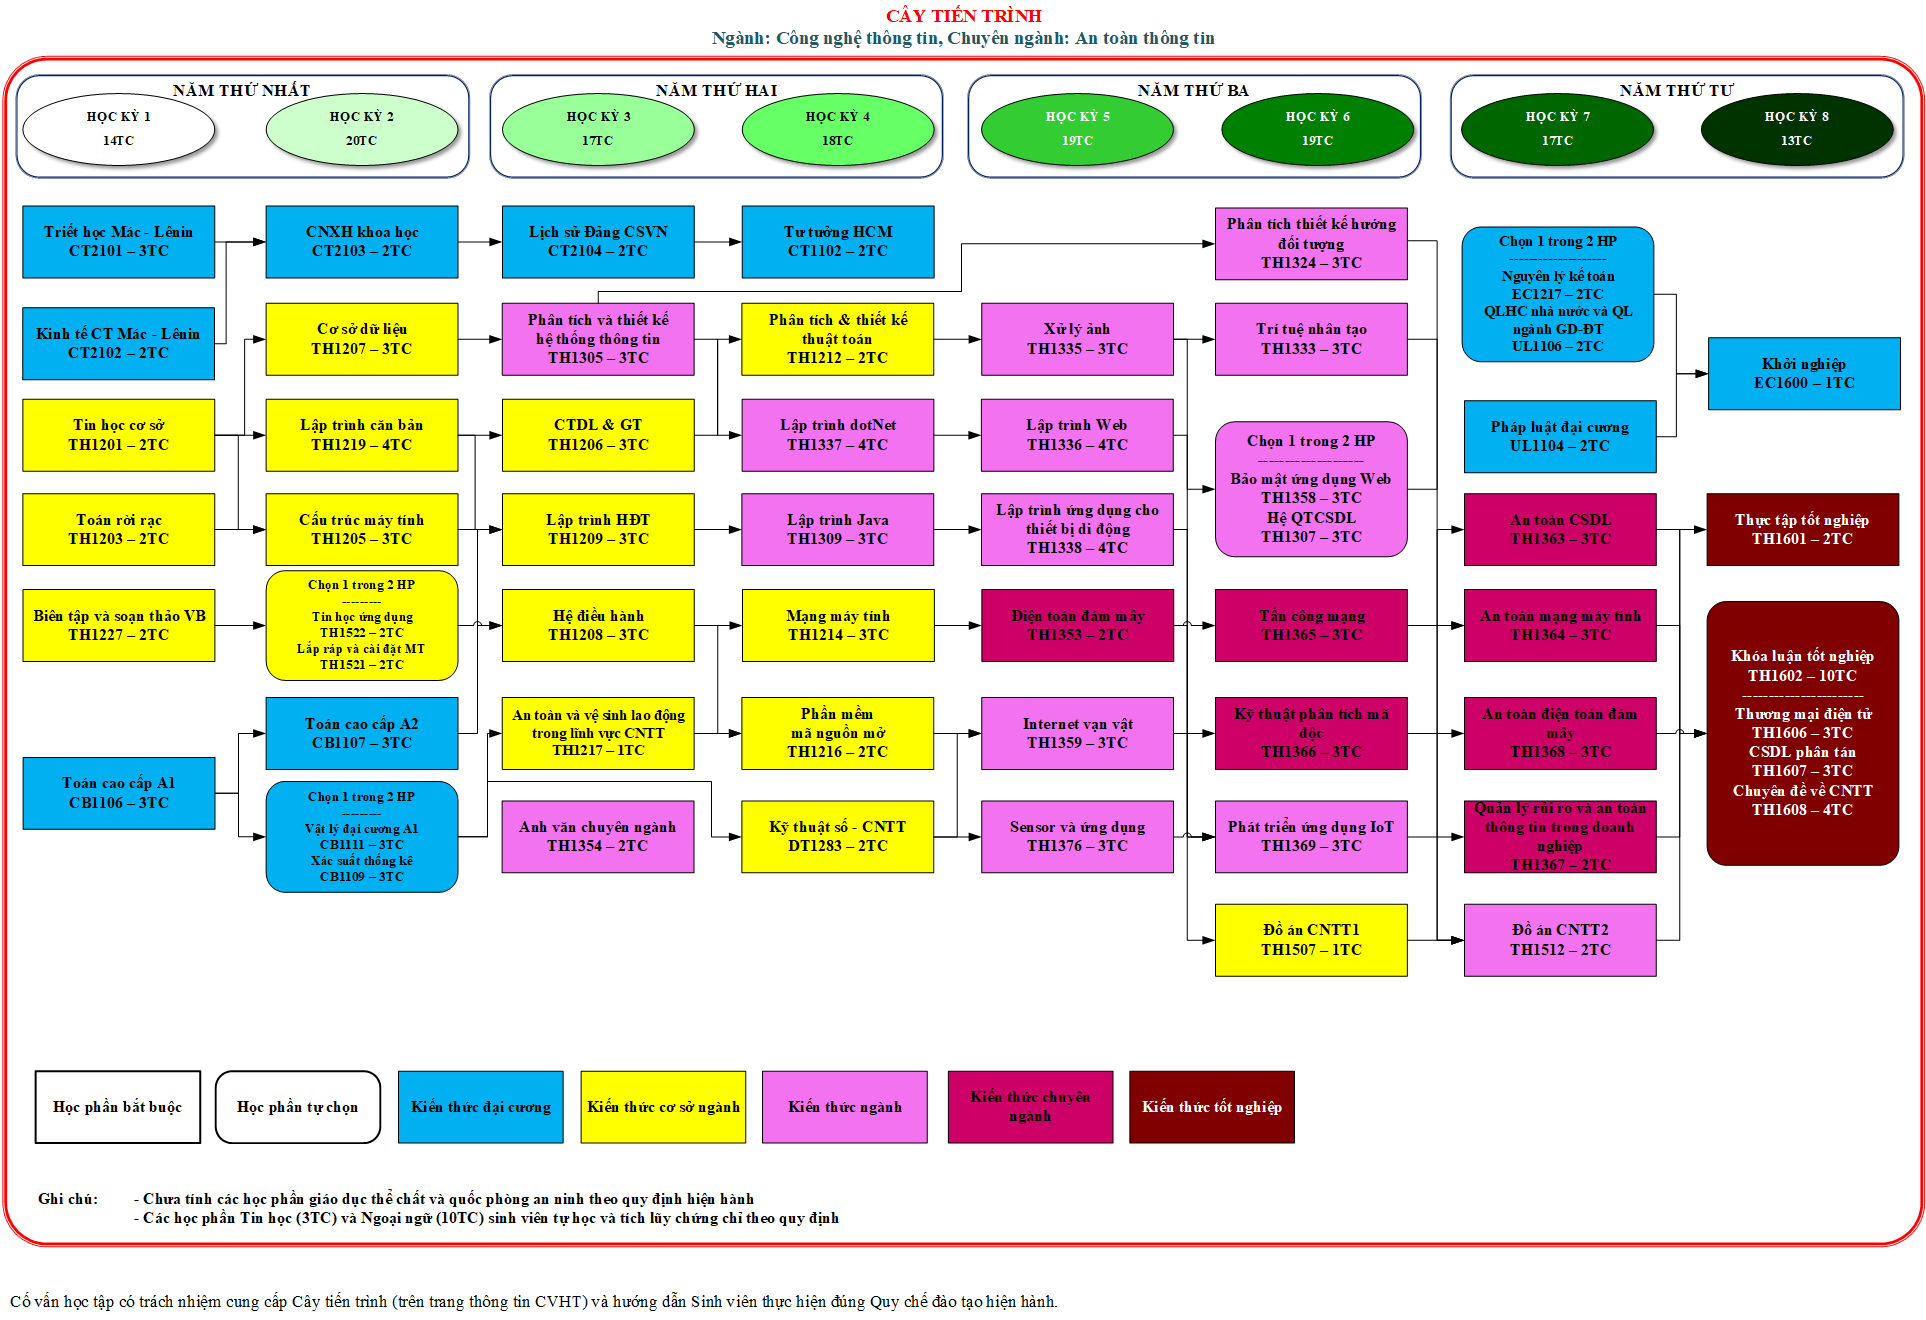 CÂY TIẾN TRÌNH
Ngành: Công nghệ thông tin, Chuyên ngành: An toàn thông tin
NĂM THỨ NHẤT
HỌC KỲ 1
14TC
HỌC KỲ 2
20TC
NĂM THỨ HAI
HỌC KỲ 3
17TC
HỌC KỲ 4
18TC
NĂM THỨ BA
HỌC KỲ 5
19TC
HỌC KỲ 6
19TC
NĂM THỨ TƯ
HỌC KỲ 7
17TC
HỌC KỲ 8
13TC
Triết học Mác - Lênin
CT2101 – 3TC
Kinh tế CT Mác - Lênin
CT2102 – 2TC
Tin học cơ sở
TH1201 – 2TC
Toán rời rạc
TH1203 – 2TC
Biên tập và soạn thảo VB
TH1227 – 2TC
Toán cao cấp A1
CB1106 – 3TC
CNXH khoa học
CT2103 – 2TC
Cơ sở dữ liệu
TH1207 – 3TC
Lập trình căn bản
TH1219 – 4TC
Cấu trúc máy tính
TH1205 – 3TC
Chọn 1 trong 2 HP
---------
Tin học ứng dụng
TH1522 – 2TC
Lắp ráp và cài đặt MT
TH1521 – 2TC
Toán cao cấp A2
CB1107 – 3TC
Chọn 1 trong 2 HP
---------
Vật lý đại cương A1
CB1111 – 3TC
Xác suất thống kê
CB1109 – 3TC
Lịch sử Đảng CSVN
CT2104 – 2TC
Phân tích và thiết kế
hệ thống thông tin
TH1305 – 3TC
CTDL & GT
TH1206 – 3TC
Lập trình HĐT
TH1209 – 3TC
Hệ điều hành
TH1208 – 3TC
An toàn và vệ sinh lao động
trong lĩnh vực CNTT
TH1217 – 1TC
Anh văn chuyên ngành
TH1354 – 2TC
Tư tưởng HCM
CT1102 – 2TC
Phân tích & thiết kế
thuật toán
TH1212 – 2TC
Lập trình dotNet
TH1337 – 4TC
Lập trình Java
TH1309 – 3TC
Mạng máy tính
TH1214 – 3TC
Phần mềm
mã nguồn mở
TH1216 – 2TC
Kỹ thuật số - CNTT
DT1283 – 2TC
Xử lý ảnh
TH1335 – 3TC
Lập trình Web
TH1336 – 4TC
Lập trình ứng dụng cho
thiết bị di động
TH1338 – 4TC
Điện toán đám mây
TH1353 – 2TC
Internet vạn vật
TH1359 – 3TC
Sensor và ứng dụng
TH1376 – 3TC
Phân tích thiết kế hướng
đối tượng
TH1324 – 3TC
Trí tuệ nhân tạo
TH1333 – 3TC
Chọn 1 trong 2 HP
--------------------
Bảo mật ứng dụng Web
TH1358 – 3TC
Hệ QTCSDL
TH1307 – 3TC
Tấn công mạng
TH1365 – 3TC
Kỹ thuật phân tích mã
độc
TH1366 – 3TC
Phát triển ứng dụng IoT
TH1369 – 3TC
Đồ án CNTT1
TH1507 – 1TC
Chọn 1 trong 2 HP
--------------------
Nguyên lý kế toán
EC1217 – 2TC
QLHC nhà nước và QL
ngành GD-ĐT
UL1106 – 2TC
Pháp luật đại cương
UL1104 – 2TC
An toàn CSDL
TH1363 – 3TC
An toàn mạng máy tính
TH1364 – 3TC
An toàn điện toán đám
mây
TH1368 – 3TC
Quản lý rủi ro và an toàn
thông tin trong doanh
nghiệp
TH1367 – 2TC
Đồ án CNTT2
TH1512 – 2TC
Khởi nghiệp
EC1600 – 1TC
Thực tập tốt nghiệp
TH1601 – 2TC
Khóa luận tốt nghiệp
TH1602 – 10TC
-----------------------
Thương mại điện tử
TH1606 – 3TC
CSDL phân tán
TH1607 – 3TC
Chuyên đề về CNTT
TH1608 – 4TC
Học phần bắt buộc
Học phần tự chọn
Kiến thức đại cương
Kiến thức cơ sở ngành
Kiến thức ngành
Kiến thức chuyên
ngành
Kiến thức tốt nghiệp
Ghi chú: - Chưa tính các học phần giáo dục thể chất và quốc phòng an ninh theo quy định hiện hành
- Các học phần Tin học (3TC) và Ngoại ngữ (10TC) sinh viên tự học và tích lũy chứng chỉ theo quy định
Cố vấn học tập có trách nhiệm cung cấp Cây tiến trình (trên trang thông tin CVHT) và hướng dẫn Sinh viên thực hiện đúng Quy chế đào tạo hiện hành.